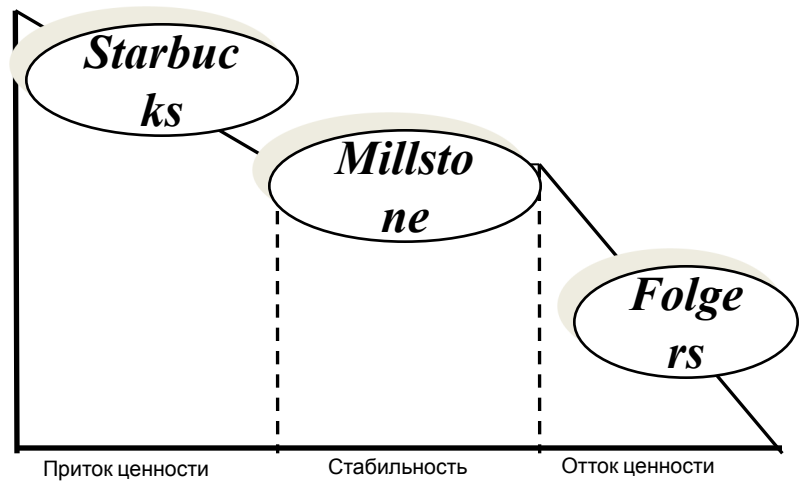 Starbuc
ks
Millsto
ne
Folge
rs
Приток ценности
Стабильность
Отток ценности